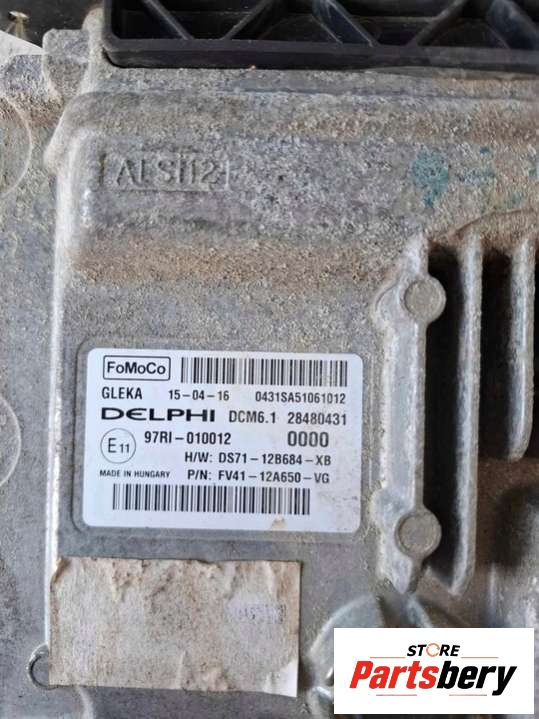 ALSI12
FoMoCo
GLEKA 15-04-16 0431SA51061012
DELPHI DCM6.1 28480431
E11 97RI-010012 0000
H/W: DS71-12B684-XB
MADE IN HUNGARY P/N: FV41-12A650-VG
STORE
Partsbery